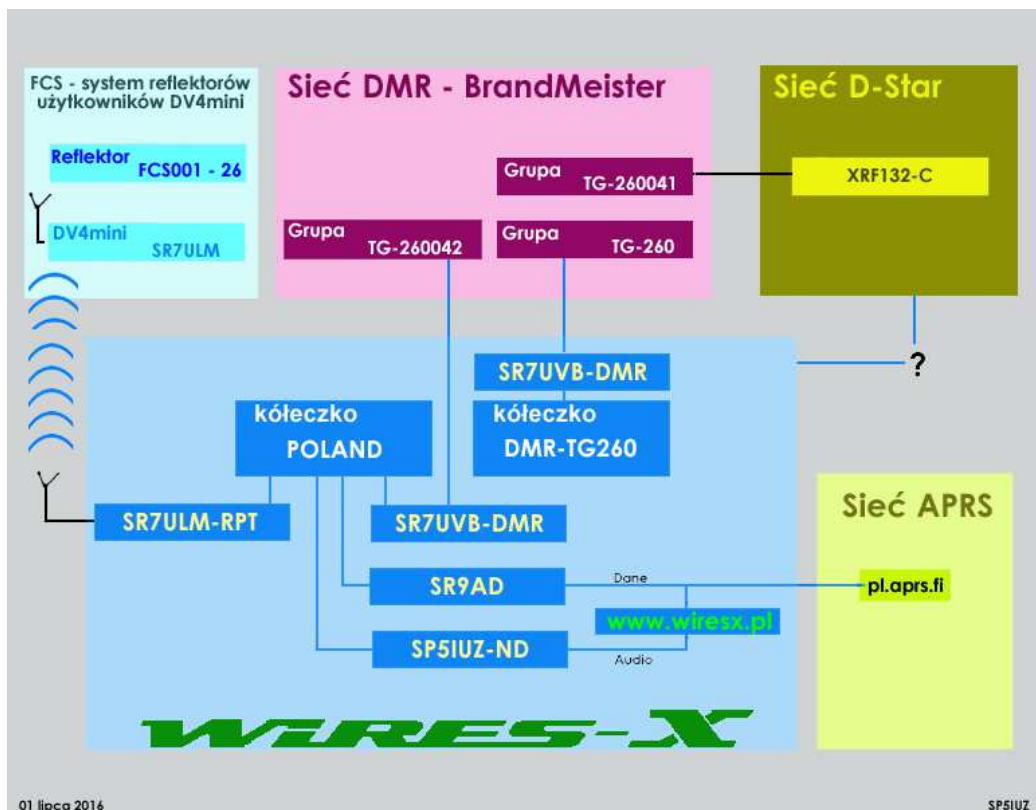 FCS - system reflektorów
użytkowników DV4mini
Reflektor
FCS001 - 26
DV4mini
SR7ULM
Sieć DMR - BrandMeister
Grupa
TG-260041
Grupa
TG-260042
Grupa
TG-260
Sieć D-Star
XRF132-C
?
SR7UVB-DMR
kółeczko
POLAND
kółeczko
DMR-TG260
SR7ULM-RPT
SR7UVB-DMR
SR9AD
Dane
www.wiresx.pl
SP5IUZ-ND
Audio
Sieć APRS
pl.aprs.fi
WiRES-X
01 lipca 2016
SP5IUZ